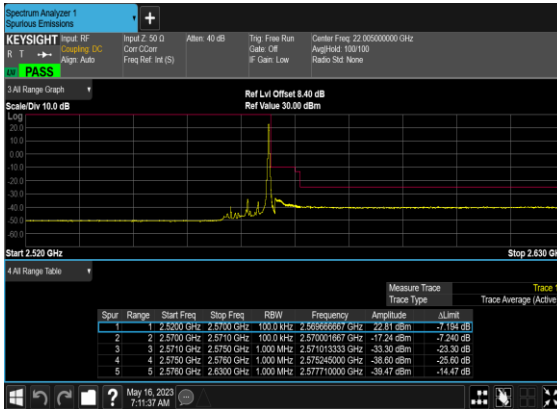 Spectrum Analyzer 1
Spurious Emissions
+
KEYSIGHT
R T
LXI PASS
Input: RF
Coupling: DC
Align: Auto
Input Z: 50 Ω
Corr CCorr
Freq Ref: Int (S)
Atten: 40 dB
Trig: Free Run
Gate: Off
IF Gain: Low
Center Freq: 22.005000000 GHz
Avg|Hold: 100/100
Radio Std: None
3 All Range Graph
Scale/Div 10.0 dB
Ref Lvl Offset 8.40 dB
Ref Value 30.00 dBm
Log
20.0
10.0
0.00
-10.0
-20.0
-30.0
-40.0
-50.0
-60.0
Start 2.520 GHz
Stop 2.630 G
4 All Range Table
Measure Trace Trace 1
Trace Type Trace Average (Active
Spur Range Start Freq Stop Freq RBW Frequency Amplitude ΔLimit
1 1 2.5200 GHz 2.5700 GHz 100.0 kHz 2.569666667 GHz 22.81 dBm -7.194 dB
2 2 2.5700 GHz 2.5710 GHz 100.0 kHz 2.570001667 GHz -17.24 dBm -7.240 dB
3 3 2.5710 GHz 2.5750 GHz 1.000 MHz 2.571013333 GHz -33.30 dBm -23.30 dB
4 4 2.5750 GHz 2.5760 GHz 1.000 MHz 2.575245000 GHz -38.60 dBm -25.60 dB
5 5 2.5760 GHz 2.6300 GHz 1.000 MHz 2.577710000 GHz -39.47 dBm -14.47 dB
?
May 16, 2023
7:11:37 AM